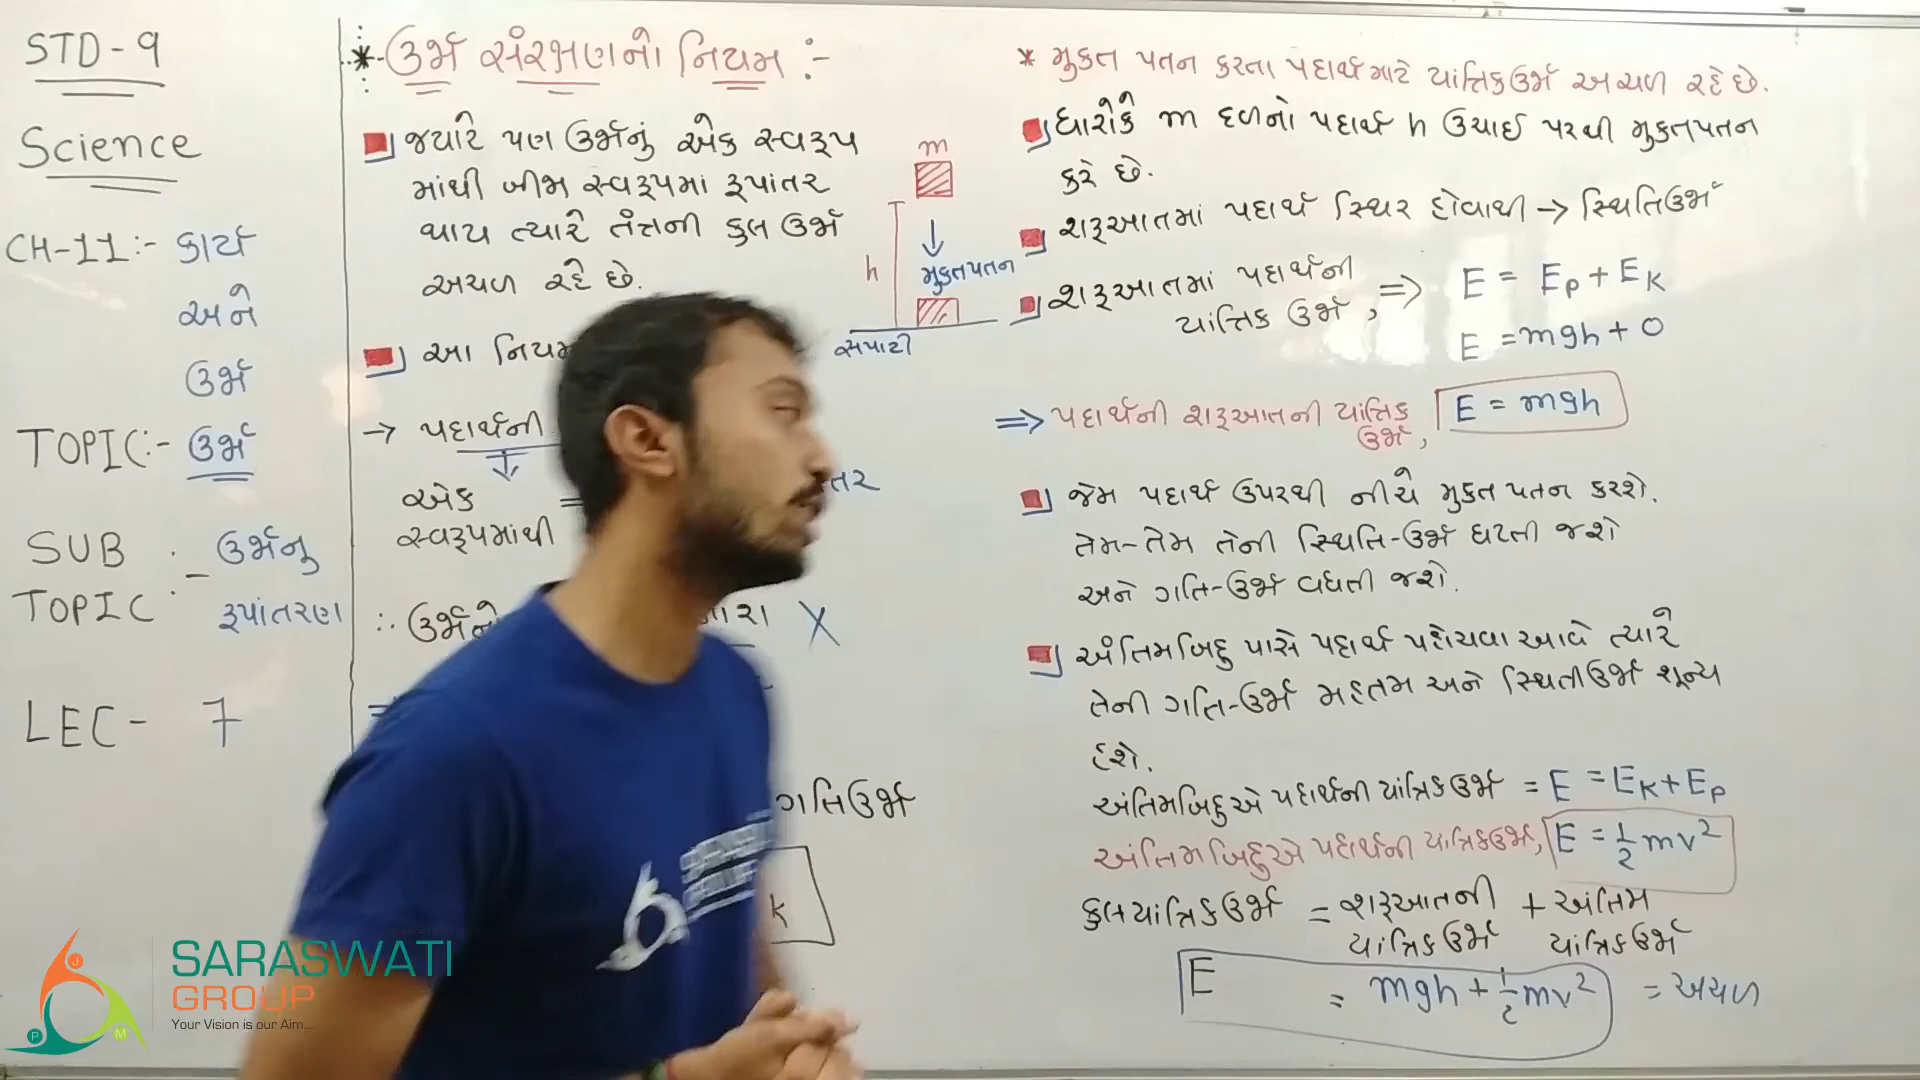 STD-9
Science
CH-11:- કાર્ય
અને
ઉર્જા
TOPIC:- ઉર્જા
SUB
TOPIC :- ઉર્જાનુ
રૂપાંતરણ
LEC- 7
* ઉર્જા સંરક્ષણનો નિયમ :-
જ્યારે પણ ઉર્જાનું એક સ્વરૂપ
માંથી બીજા સ્વરૂપમાં રૂપાંતર
થાય ત્યારે તંત્રની કુલ ઉર્જા
અચળ રહે છે.
આ નિયમ
→ પદાર્થની
એક
સ્વરૂપમાંથી =
તર
∴ ઉર્જાનો
X
ગતિઉર્જા
K
m
h
મુક્તપતન
સપાટી
* મુક્ત પતન કરતા પદાર્થ માટે યાંત્રિકઉર્જા અચળ રહે છે.
ધારોકે m દળનો પદાર્થ h ઉંચાઈ પરથી મુક્તપતન
કરે છે.
શરૂઆતમાં પદાર્થ સ્થિર હોવાથી → સ્થિતિઉર્જા
શરૂઆતમાં પદાર્થની
યાંત્રિક ઉર્જા, => E = Ep + EK
E = mgh + 0
=> પદાર્થની શરૂઆતની યાંત્રિક
ઉર્જા, E = mgh
જેમ પદાર્થ ઉપરથી નીચે મુક્ત પતન કરશે.
તેમ-તેમ તેની સ્થિતિ-ઉર્જા ઘટતી જશે
અને ગતિ-ઉર્જા વધતી જશે.
અંતિમબિંદુ પાસે પદાર્થ પહોચવા આવે ત્યારે
તેની ગતિ-ઉર્જા મહતમ અને સ્થિતીઉર્જા શૂન્ય
હશે.
અંતિમબિંદુએ પદાર્થની યાંત્રિકઉર્જા = E = EK + Ep
અંતિમબિંદુએ પદાર્થની યાંત્રિકઉર્જા, E = 1/2 mv²
કુલયાંત્રિકઉર્જા = શરૂઆતની + અંતિમ
યાંત્રિકઉર્જા યાંત્રિકઉર્જા
E = mgh + 1/2 mv² = અચળ
J
P
M
SARASWATI
GROUP
Your Vision is our Aim...